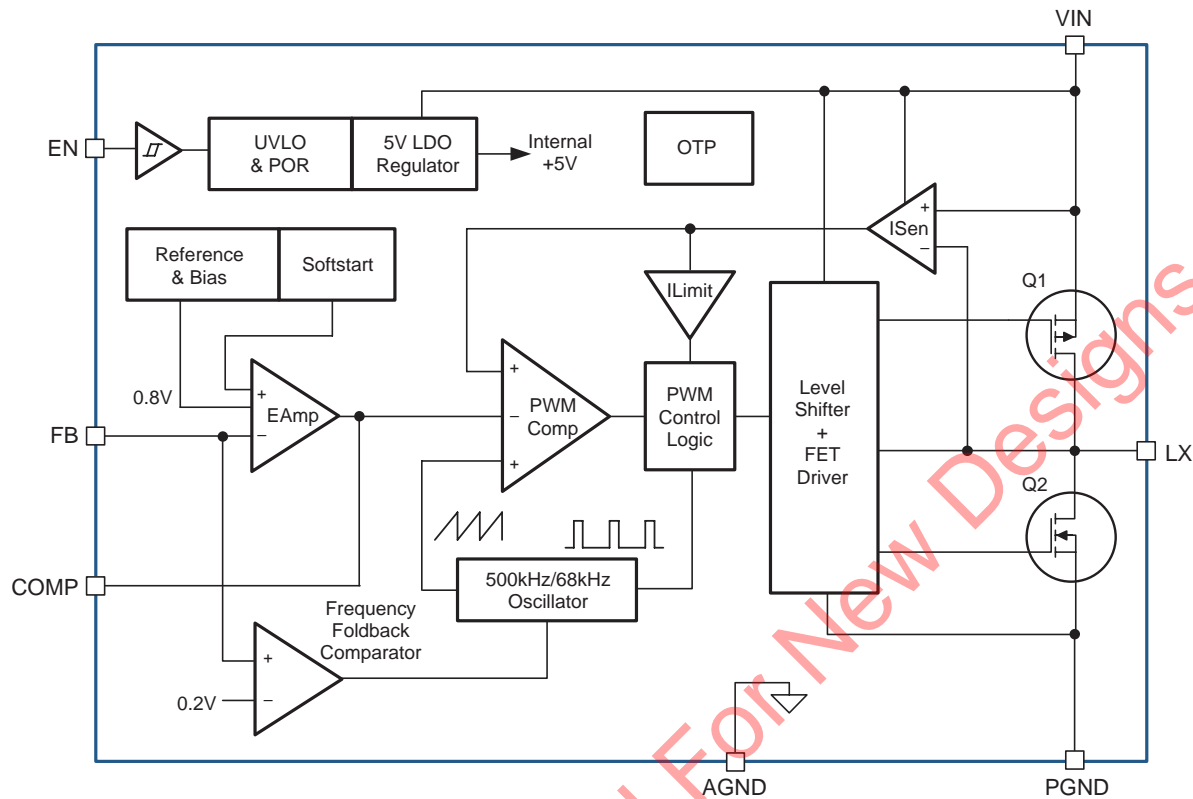 VIN
EN
UVLO
& POR
5V LDO
Regulator
Internal
+5V
OTP
Reference
& Bias
Softstart
ISen
+
−
ILimit
Q1
0.8V
+
−
EAmp
+
−
+
PWM
Comp
PWM
Control
Logic
Level
Shifter
+
FET
Driver
FB
LX
Q2
COMP
500kHz/68kHz
Oscillator
Frequency
Foldback
Comparator
+
−
0.2V
AGND
PGND
For New Designs